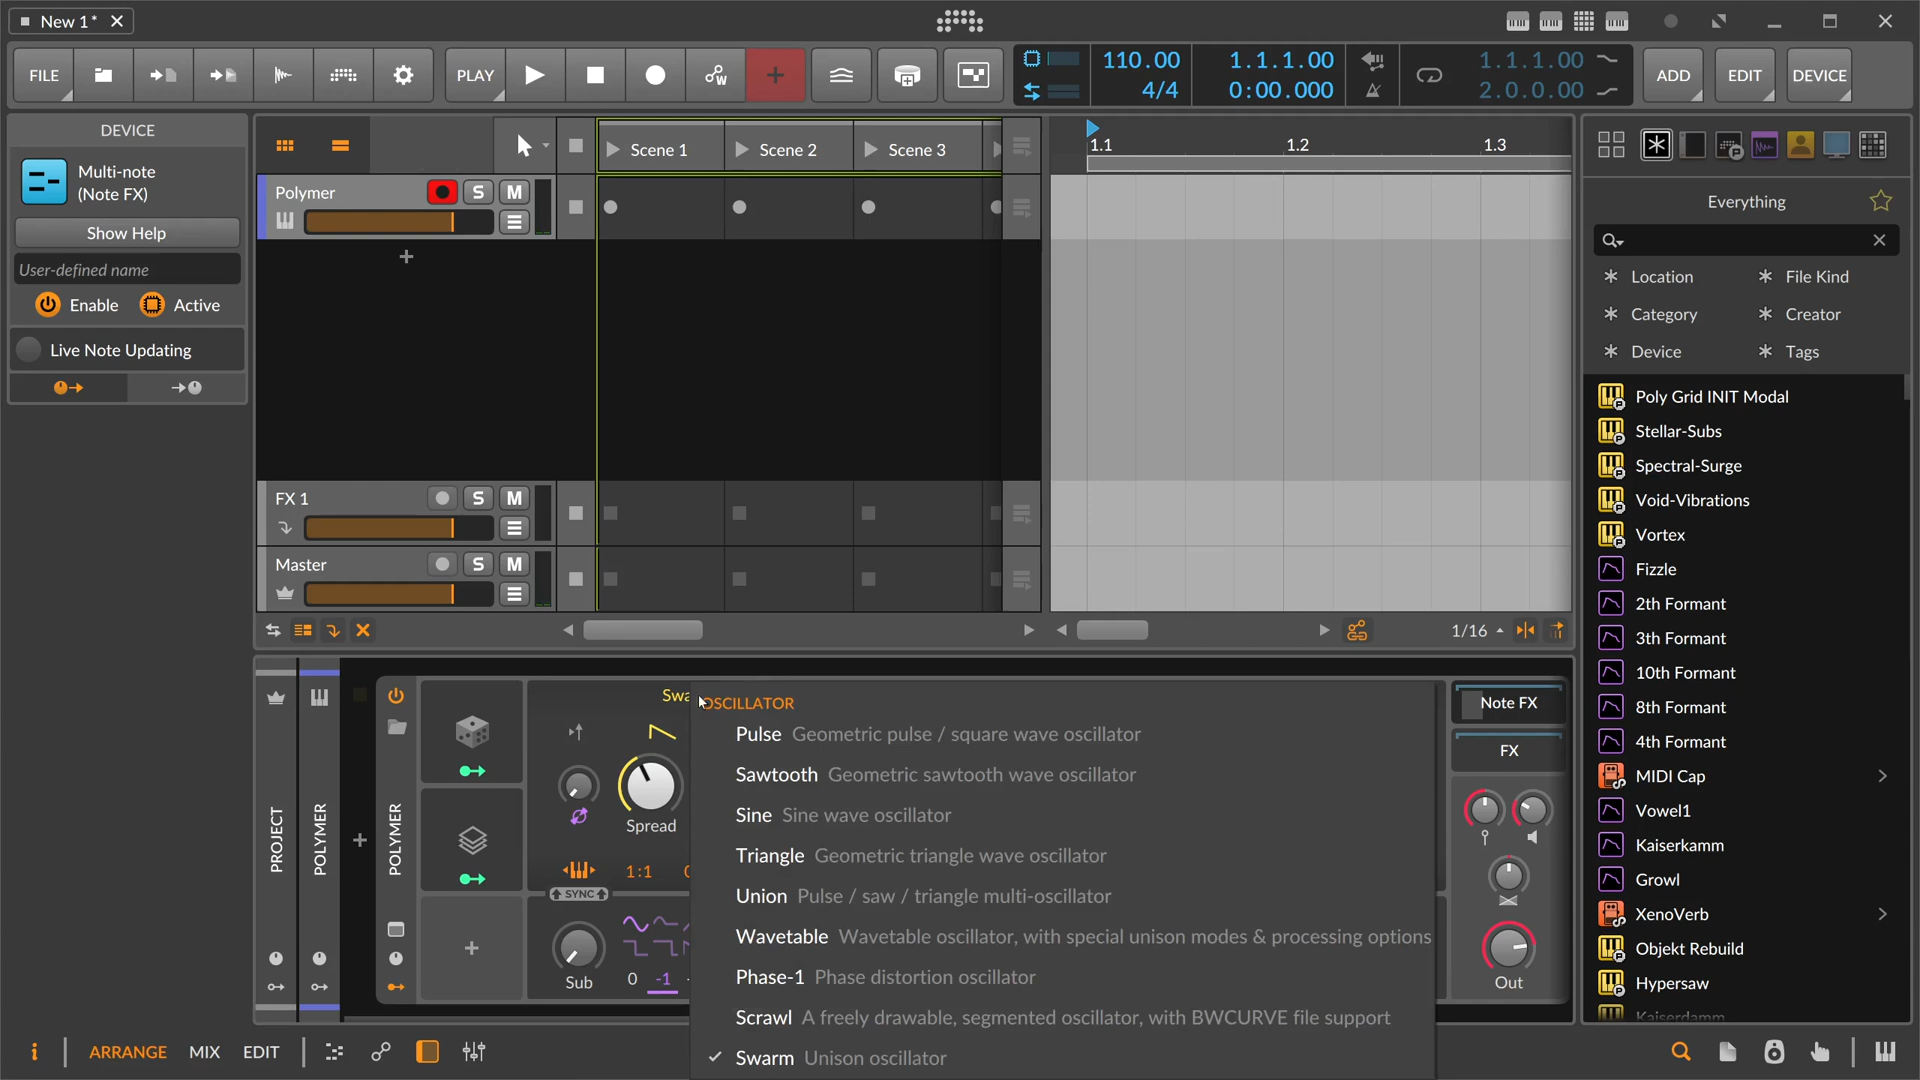 New 1*
FILE
PLAY
110.00
4/4
1.1.1.00
0:00.000
1.1.1.00
2.0.0.00
ADD
EDIT
DEVICE
DEVICE
Multi-note
(Note FX)
Show Help
User-defined name
Enable
Active
Live Note Updating
Scene 1
Scene 2
Scene 3
Polymer
S
M
FX 1
S
M
Master
S
M
1.1
1.2
1.3
1/16
Everything
Location
File Kind
Category
Creator
Device
Tags
Poly Grid INIT Modal
Stellar-Subs
Spectral-Surge
Void-Vibrations
Vortex
Fizzle
2th Formant
3th Formant
10th Formant
8th Formant
4th Formant
MIDI Cap
Vowel1
Kaiserkamm
Growl
XenoVerb
Objekt Rebuild
Hypersaw
Kaiserdamm
PROJECT
POLYMER
POLYMER
Swa
Spread
1:1
SYNC
Sub
0
-1
OSCILLATOR
Pulse Geometric pulse / square wave oscillator
Sawtooth Geometric sawtooth wave oscillator
Sine Sine wave oscillator
Triangle Geometric triangle wave oscillator
Union Pulse / saw / triangle multi-oscillator
Wavetable Wavetable oscillator, with special unison modes & processing options
Phase-1 Phase distortion oscillator
Scrawl A freely drawable, segmented oscillator, with BWCURVE file support
Swarm Unison oscillator
Note FX
FX
Out
ARRANGE
MIX
EDIT